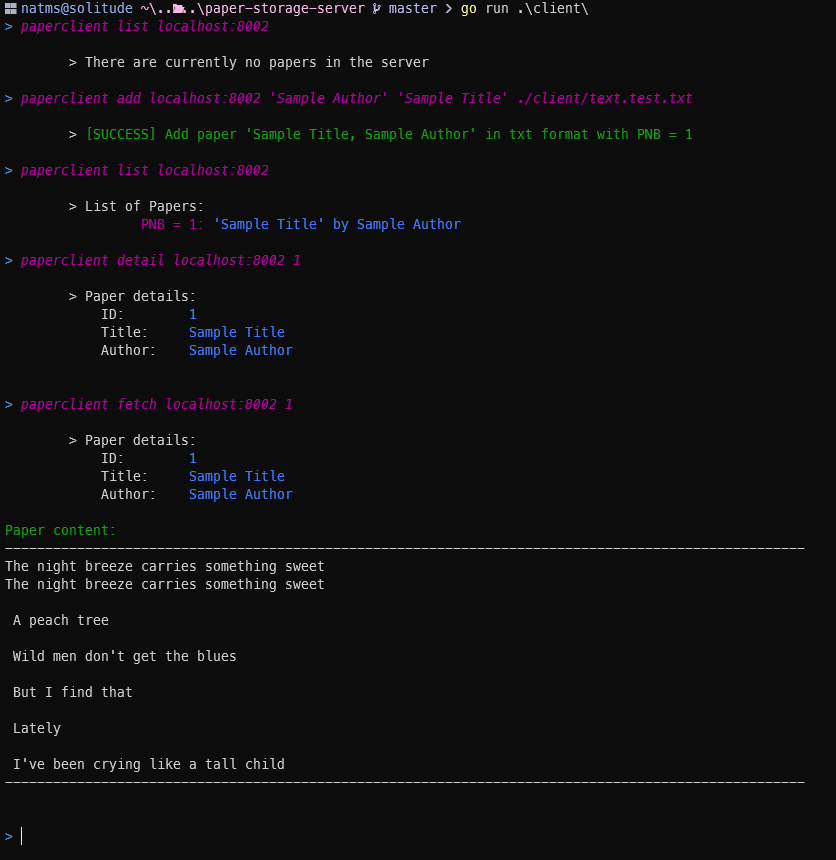 natms@solitude ~\..\..\paper-storage-server master > go run .\client\
> paperclient list localhost:8002
> There are currently no papers in the server
> paperclient add localhost:8002 'Sample Author' 'Sample Title' ./client/text.test.txt
> [SUCCESS] Add paper 'Sample Title, Sample Author' in txt format with PNB = 1
> paperclient list localhost:8002
> List of Papers:
PNB = 1: 'Sample Title' by Sample Author
> paperclient detail localhost:8002 1
> Paper details:
ID: 1
Title: Sample Title
Author: Sample Author
> paperclient fetch localhost:8002 1
> Paper details:
ID: 1
Title: Sample Title
Author: Sample Author
Paper content:
The night breeze carries something sweet
The night breeze carries something sweet
A peach tree
Wild men don't get the blues
But I find that
Lately
I've been crying like a tall child
>